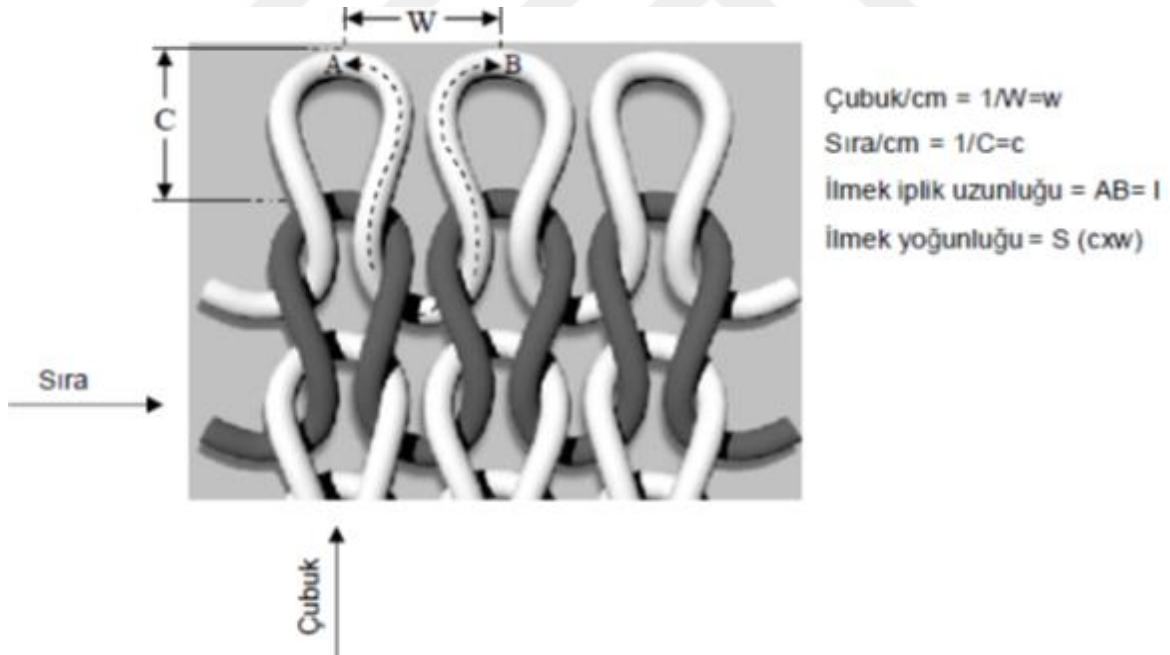 W
A
B
C
Çubuk/cm = 1/W=w
Sıra/cm = 1/C=c
İlmek iplik uzunluğu = AB= l
İlmek yoğunluğu = S (cxw)
Sıra
Çubuk